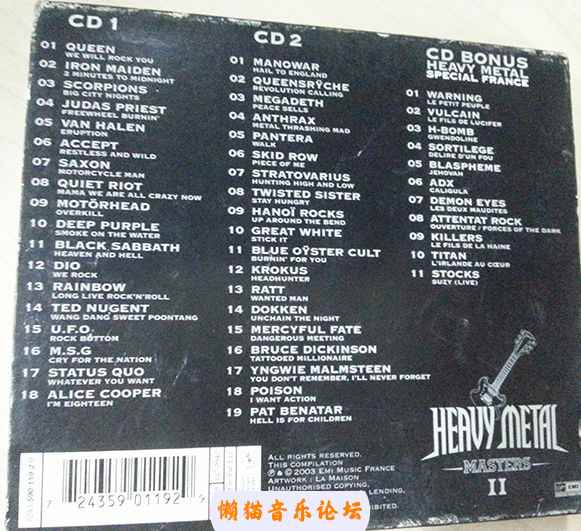 CD 1
01 QUEEN
WE WILL ROCK YOU
02 IRON MAIDEN
2 MINUTES TO MIDNIGHT
03 SCORPIONS
BIG CITY NIGHTS
04 JUDAS PRIEST
FREEWHEEL BURNIN'
05 VAN HALEN
ERUPTION
06 ACCEPT
RESTLESS AND WILD
07 SAXON
MOTORCYCLE MAN
08 QUIET RIOT
MAMA WE ARE ALL CRAZY NOW
09 MOTÖRHEAD
OVERKILL
10 DEEP PURPLE
SMOKE ON THE WATER
11 BLACK SABBATH
HEAVEN AND HELL
12 DIO
WE ROCK
13 RAINBOW
LONG LIVE ROCK'N'ROLL
14 TED NUGENT
WANG DANG SWEET POONTANG
15 U.F.O.
ROCK BOTTOM
16 M.S.G
CRY FOR THE NATION
17 STATUS QUO
WHATEVER YOU WANT
18 ALICE COOPER
I'M EIGHTEEN
CD 2
01 MANOWAR
HAIL TO ENGLAND
02 QUEENSRŸCHE
REVOLUTION CALLING
03 MEGADETH
PEACE SELLS
04 ANTHRAX
METAL THRASHING MAD
05 PANTERA
WALK
06 SKID ROW
PIECE OF ME
07 STRATOVARIUS
HUNTING HIGH AND LOW
08 TWISTED SISTER
STAY HUNGRY
09 HANOÏ ROCKS
UP AROUND THE BEND
10 GREAT WHITE
STICK IT
11 BLUE OŸSTER CULT
BURNIN' FOR YOU
12 KROKUS
HEADHUNTER
13 RATT
WANTED MAN
14 DOKKEN
UNCHAIN THE NIGHT
15 MERCYFUL FATE
DANGEROUS MEETING
16 BRUCE DICKINSON
TATTOOED MILLIONAIRE
17 YNGWIE MALMSTEEN
YOU DON'T REMEMBER, I'LL NEVER FORGET
18 POISON
I WANT ACTION
19 PAT BENATAR
HELL IS FOR CHILDREN
CD BONUS
HEAVY METAL
SPECIAL FRANCE
01 WARNING
LE PETIT PEUPLE
02 VULCAIN
LE FILS DE LUCIFER
03 H-BOMB
GWENDOLINE
04 SORTILEGE
DELIRE D'UN FOU
05 BLASPHEME
JEHOVAH
06 ADX
CALIGULA
07 DEMON EYES
LES DEUX MAUDITES
08 ATTENTAT ROCK
OUVERTURE / FORCES OF THE DARK
09 KILLERS
LE FILS DE LA HAINE
10 TITAN
L'IRLANDE AU CŒUR
11 STOCKS
SUZY (LIVE)
HEAVY METAL
MASTERS
II
EMI
7 24359 01192 9
ALL RIGHTS RESERVED.
THIS COMPILATION
℗ & © 2003 EMI MUSIC FRANCE
ARTWORK : LA MAISON
UNAUTHORISED COPYING,
LENDING,
懒猫音乐论坛